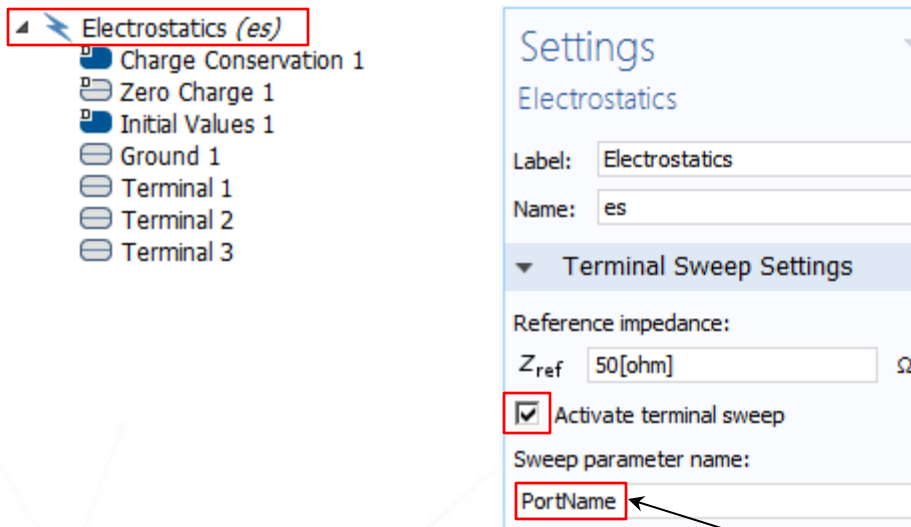 Electrostatics (es)
Charge Conservation 1
Zero Charge 1
Initial Values 1
Ground 1
Terminal 1
Terminal 2
Terminal 3
Settings
Electrostatics
Label: Electrostatics
Name: es
Terminal Sweep Settings
Reference impedance:
Zref 50[ohm] Ω
Activate terminal sweep
Sweep parameter name:
PortName